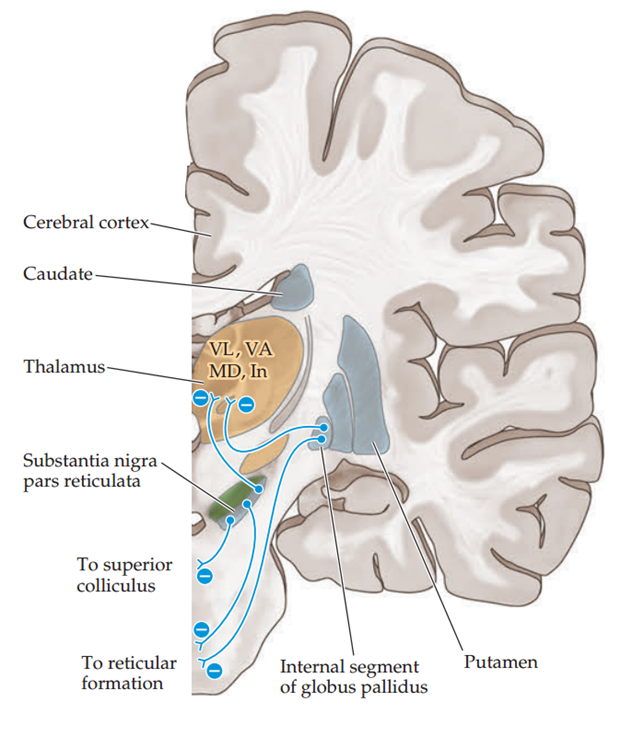 Cerebral cortex
Caudate
VL, VA
MD, In
Thalamus
−
−
Substantia nigra
pars reticulata
To superior
colliculus
−
−
To reticular
formation
−
Internal segment
of globus pallidus
Putamen